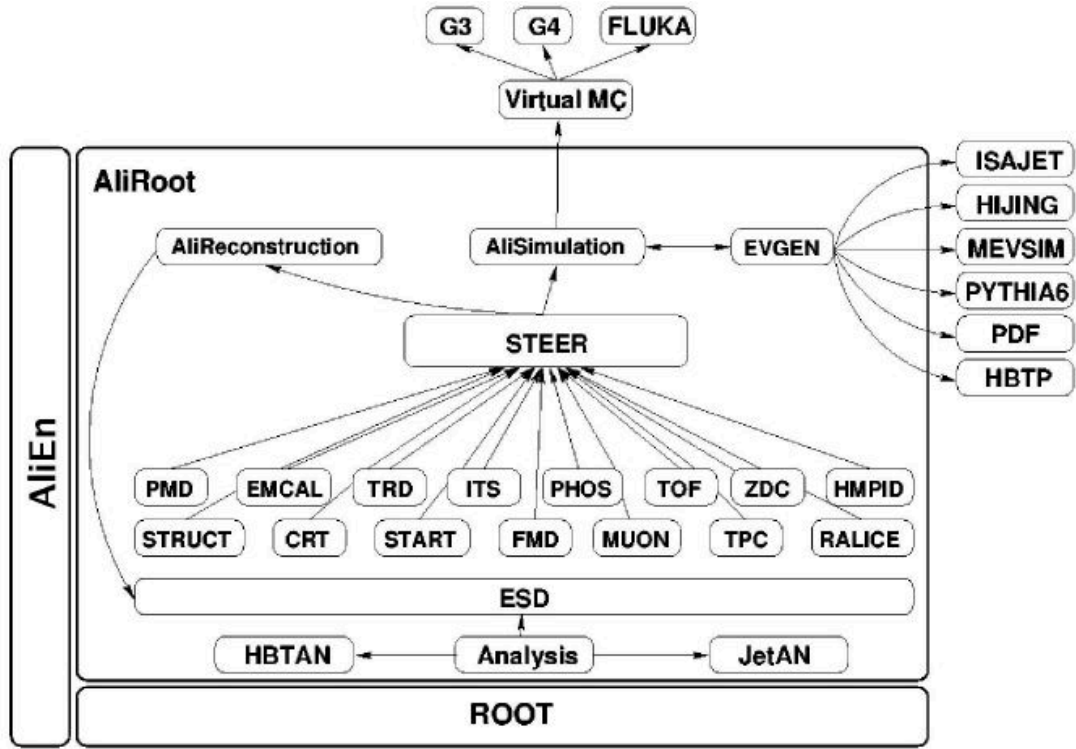 G3 G4 FLUKA
Virtual MC
AliEn
AliRoot
ISAJET
HIJING
AliReconstruction AliSimulation EVGEN MEVSIM
PYTHIA6
STEER PDF
HBTP
PMD EMCAL TRD ITS PHOS TOF ZDC HMPID
STRUCT CRT START FMD MUON TPC RALICE
ESD
HBTAN Analysis JetAN
ROOT